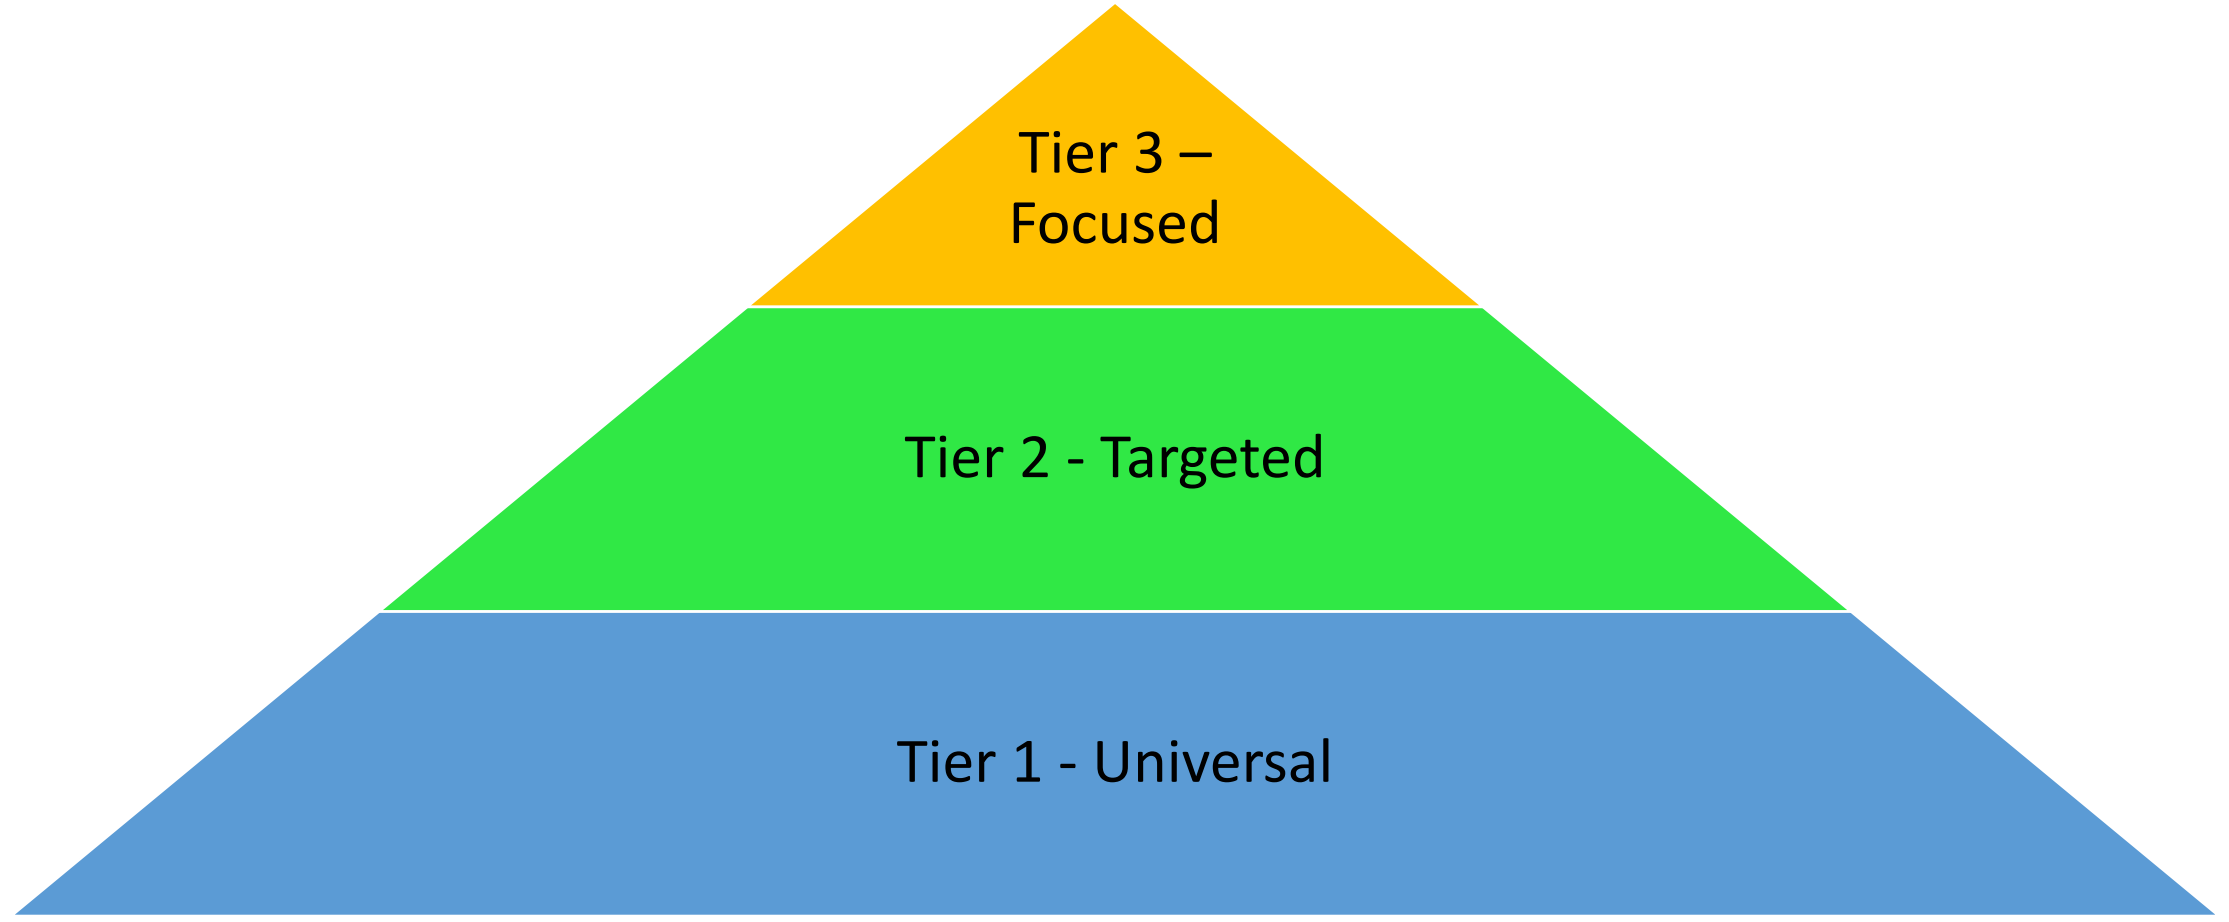 Tier 3 –
Focused
Tier 2 - Targeted
Tier 1 - Universal